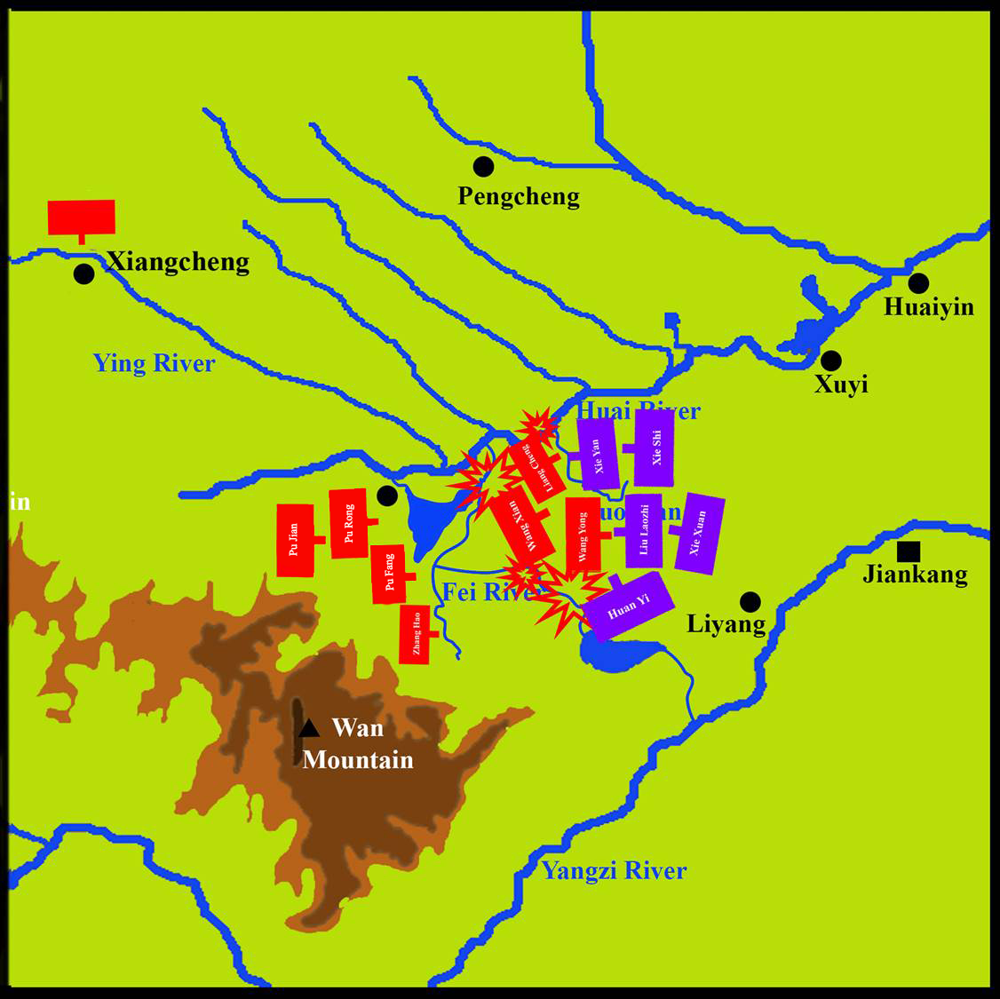 Pengcheng
Xiangcheng
Huaiyin
Ying River
Xuyi
Huai River
Xie Yan
Xie Shi
Liang Cheng
in
Pu Jian
Pu Rong
Wang Xian
Wang Yong
Liu Laozhi
Xie Xuan
Pu Fang
Jiankang
Fei River
Huan Yi
Liyang
Zhang Hao
Wan
Mountain
Yangzi River